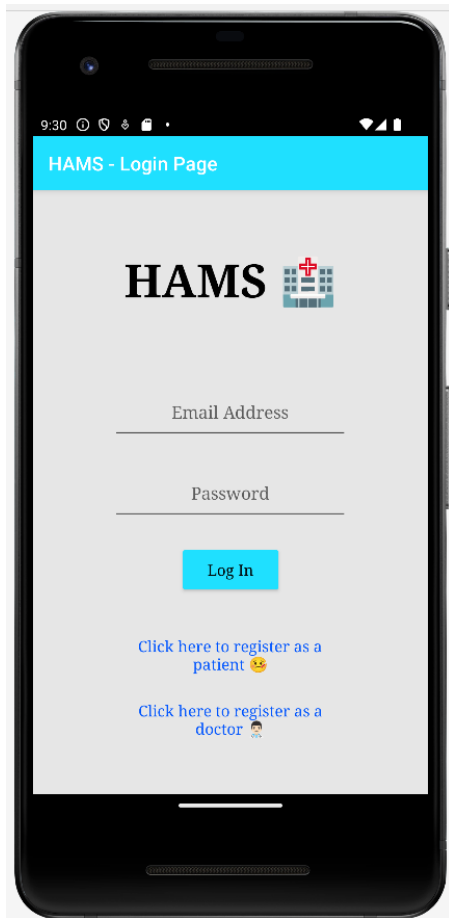 9:30
HAMS - Login Page
HAMS 🏥
Email Address
Password
Log In
Click here to register as a
patient 🤒
Click here to register as a
doctor 👨🏻‍⚕️